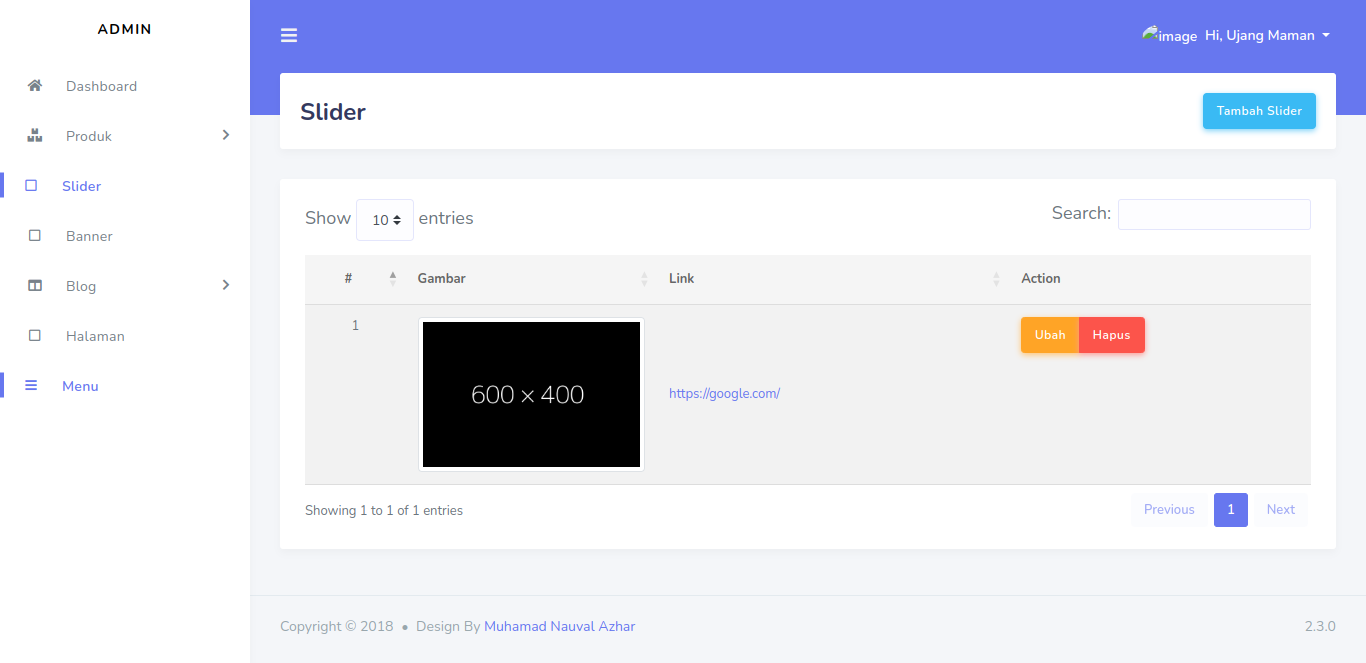 ADMIN
Dashboard
Produk
Slider
Banner
Blog
Halaman
Menu
image Hi, Ujang Maman
Slider
Tambah Slider
Show 10 entries
Search:
# Gambar Link Action
1
600 × 400
https://google.com/
Ubah Hapus
Showing 1 to 1 of 1 entries
Previous 1 Next
Copyright © 2018 • Design By Muhamad Nauval Azhar
2.3.0